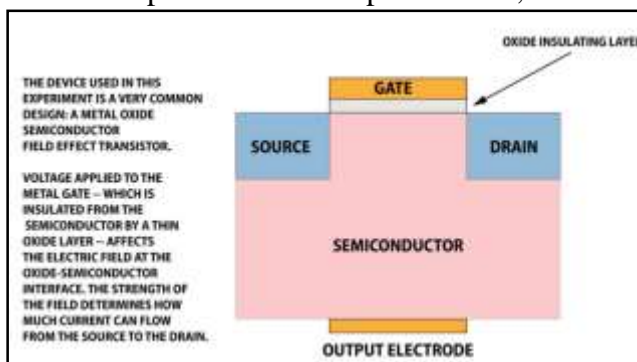 OXIDE INSULATING LAYER
THE DEVICE USED IN THIS
EXPERIMENT IS A VERY COMMON
DESIGN: A METAL OXIDE
SEMICONDUCTOR
FIELD EFFECT TRANSISTOR.
VOLTAGE APPLIED TO THE
METAL GATE – WHICH IS
INSULATED FROM THE
SEMICONDUCTOR BY A THIN
OXIDE LAYER – AFFECTS
THE ELECTRIC FIELD AT THE
OXIDE-SEMICONDUCTOR
INTERFACE. THE STRENGTH OF
THE FIELD DETERMINES HOW
MUCH CURRENT CAN FLOW
FROM THE SOURCE TO THE DRAIN.
GATE
SOURCE
DRAIN
SEMICONDUCTOR
OUTPUT ELECTRODE